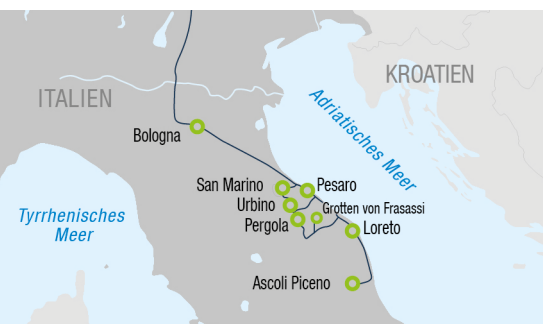 KROATIEN
ITALIEN
Adriatisches Meer
Bologna
San Marino
Pesaro
Urbino
Grotten von Frasassi
Tyrrhenisches
Meer
Pergola
Loreto
Ascoli Piceno